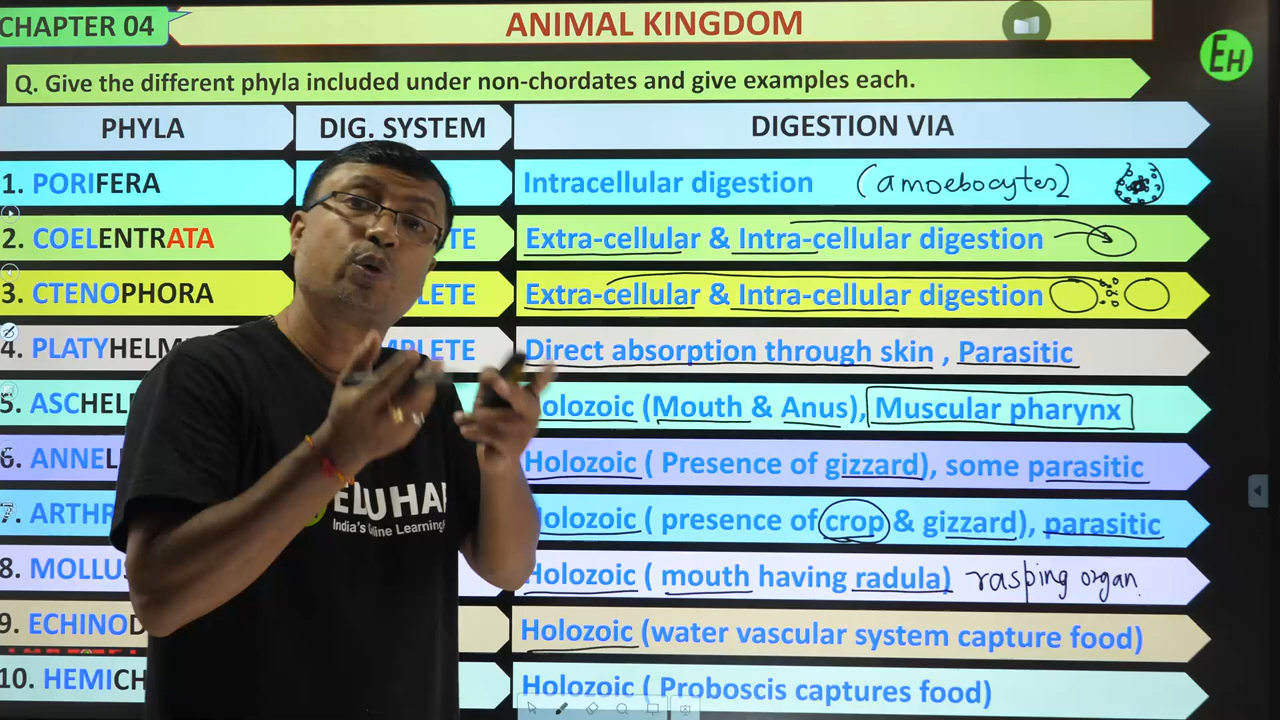 CHAPTER 04
ANIMAL KINGDOM
EH
Q. Give the different phyla included under non-chordates and give examples each.
PHYLA DIG. SYSTEM DIGESTION VIA
1. PORIFERA Intracellular digestion (amoebocytes)
2. COELENTRATA TE Extra-cellular & Intra-cellular digestion
3. CTENOPHORA LETE Extra-cellular & Intra-cellular digestion
4. PLATYHELM MPLETE Direct absorption through skin , Parasitic
5. ASCHEL olozoic (Mouth & Anus), Muscular pharynx
6. ANNEL Holozoic ( Presence of gizzard), some parasitic
7. ARTHR olozoic ( presence of crop & gizzard), parasitic
8. MOLLUS Holozoic ( mouth having radula) rasping organ.
9. ECHINOD Holozoic (water vascular system capture food)
10. HEMICH Holozoic ( Proboscis captures food)
EDUHA
India's Online Learning